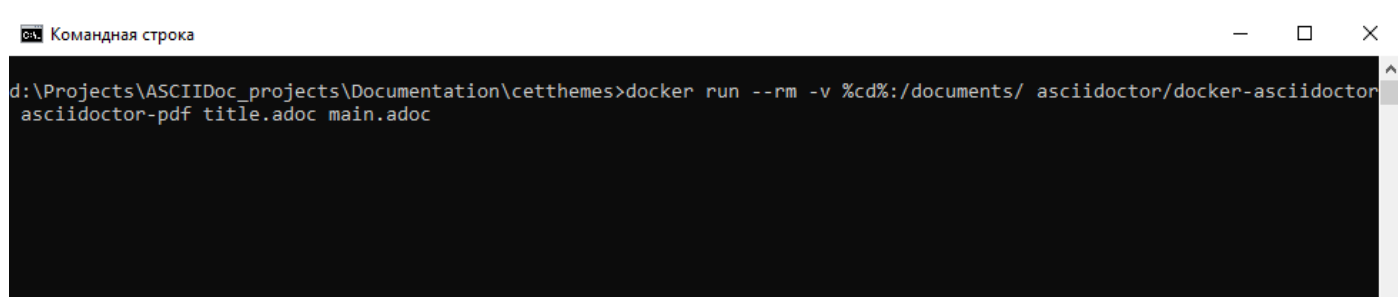 Командная строка
d:\Projects\ASCIIDoc_projects\Documentation\cetthemes>docker run --rm -v %cd%:/documents/ asciidoctor/docker-asciidoctor
asciidoctor-pdf title.adoc main.adoc